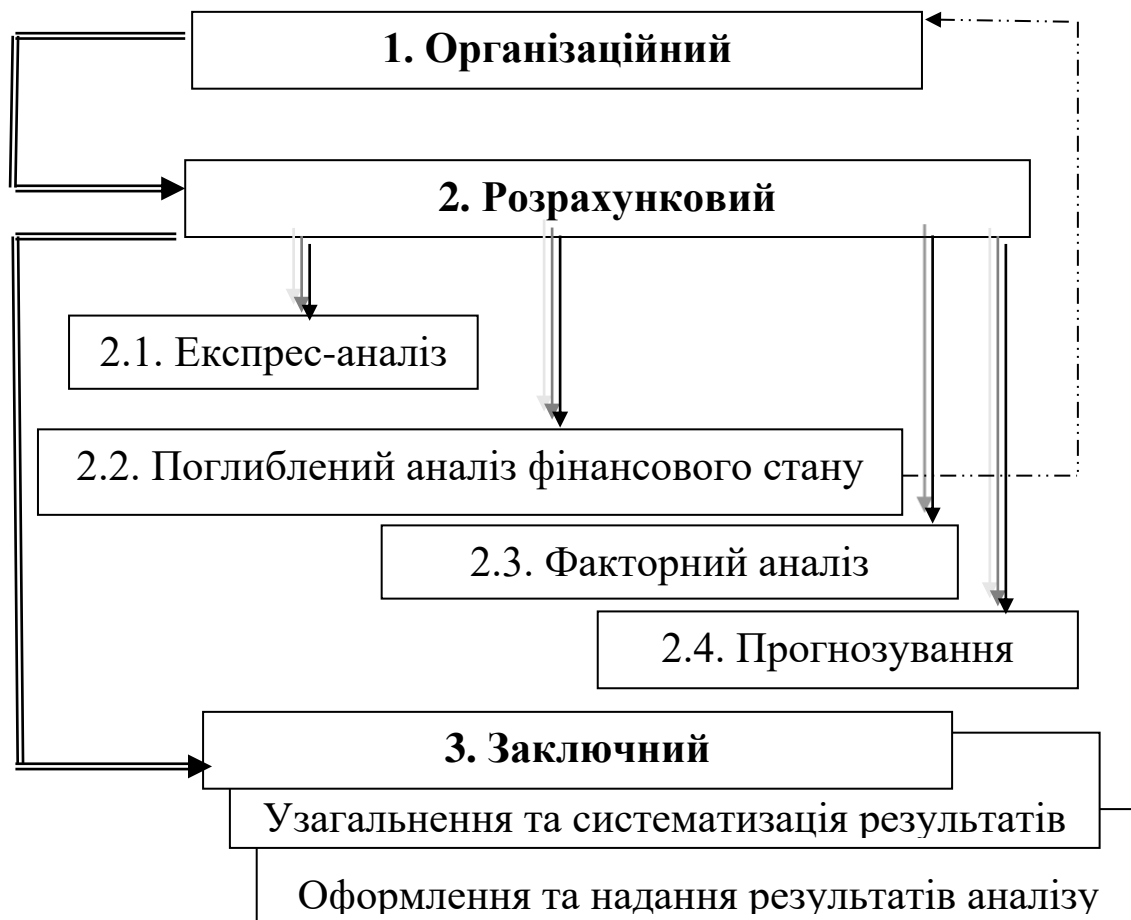 1. Організаційний
2. Розрахунковий
2.1. Експрес-аналіз
2.2. Поглиблений аналіз фінансового стану
2.3. Факторний аналіз
2.4. Прогнозування
3. Заключний
Узагальнення та систематизація результатів
Оформлення та надання результатів аналізу